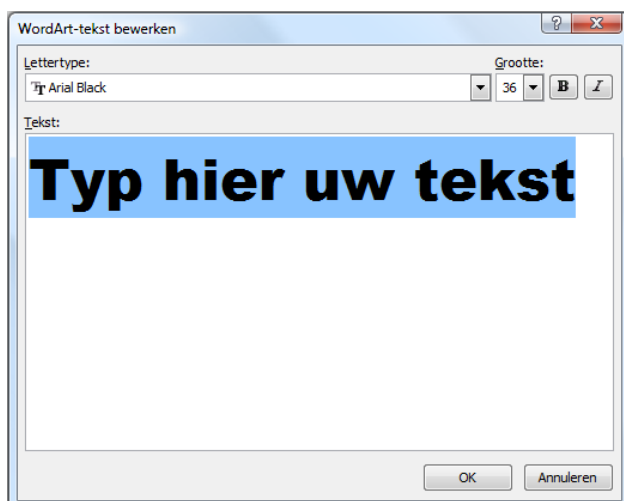 WordArt-tekst bewerken
Lettertype: Grootte:
Arial Black 36 B I
Tekst:
Typ hier uw tekst
OK Annuleren